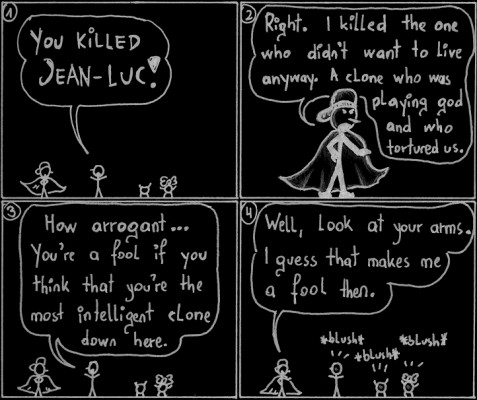 1
You killed
Jean-Luc!
2
Right. I killed the one
who didn't want to live
anyway. A clone who was
playing god
and who
tortured us.
3
How arrogant...
You're a fool if you
think that you're the
most intelligent clone
down here.
4
Well, look at your arms.
I guess that makes me
a fool then.
*blush*
*blush*
*blush*